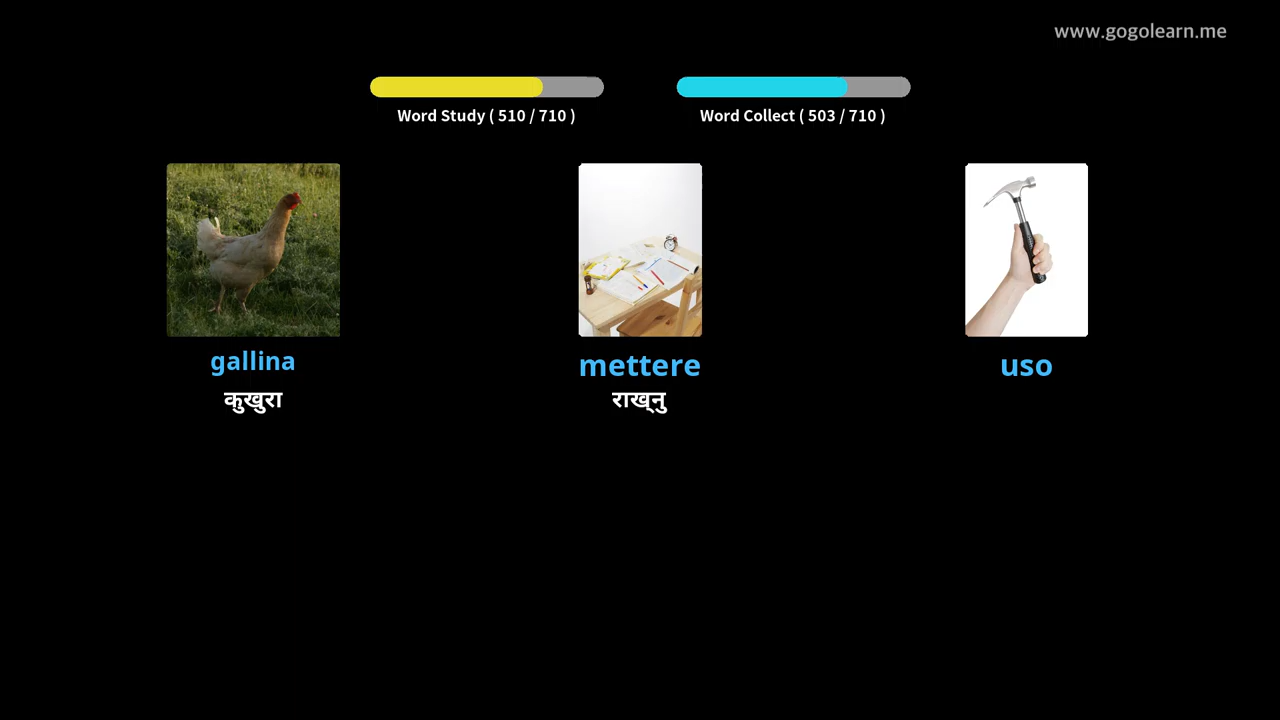 www.gogolearn.me
Word Study ( 510 / 710 )
Word Collect ( 503 / 710 )
gallina
mettere
uso
कुखुरा
राख्नु